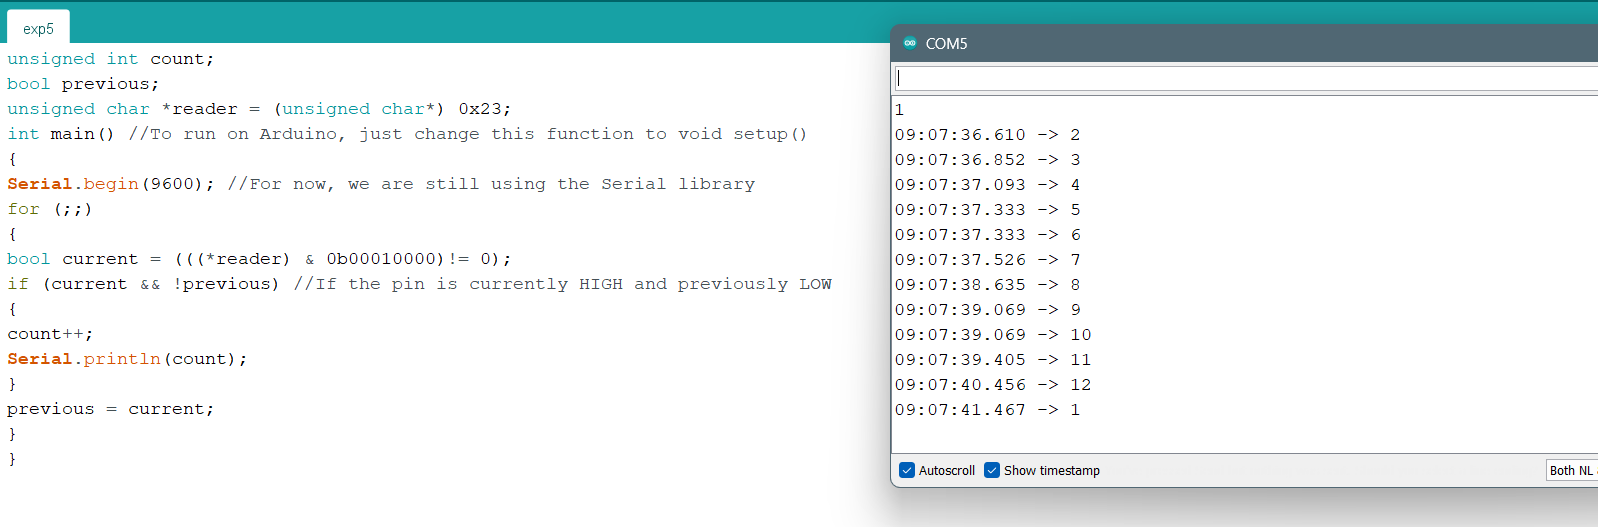 exp5
unsigned int count;
bool previous;
unsigned char *reader = (unsigned char*) 0x23;
int main() //To run on Arduino, just change this function to void setup()
{
Serial.begin(9600); //For now, we are still using the Serial library
for (;;)
{
bool current = (((*reader) & 0b00010000)!= 0);
if (current && !previous) //If the pin is currently HIGH and previously LOW
{
count++;
Serial.println(count);
}
previous = current;
}
}
COM5
1
09:07:36.610 -> 2
09:07:36.852 -> 3
09:07:37.093 -> 4
09:07:37.333 -> 5
09:07:37.333 -> 6
09:07:37.526 -> 7
09:07:38.635 -> 8
09:07:39.069 -> 9
09:07:39.069 -> 10
09:07:39.405 -> 11
09:07:40.456 -> 12
09:07:41.467 -> 1
Autoscroll Show timestamp Both NL